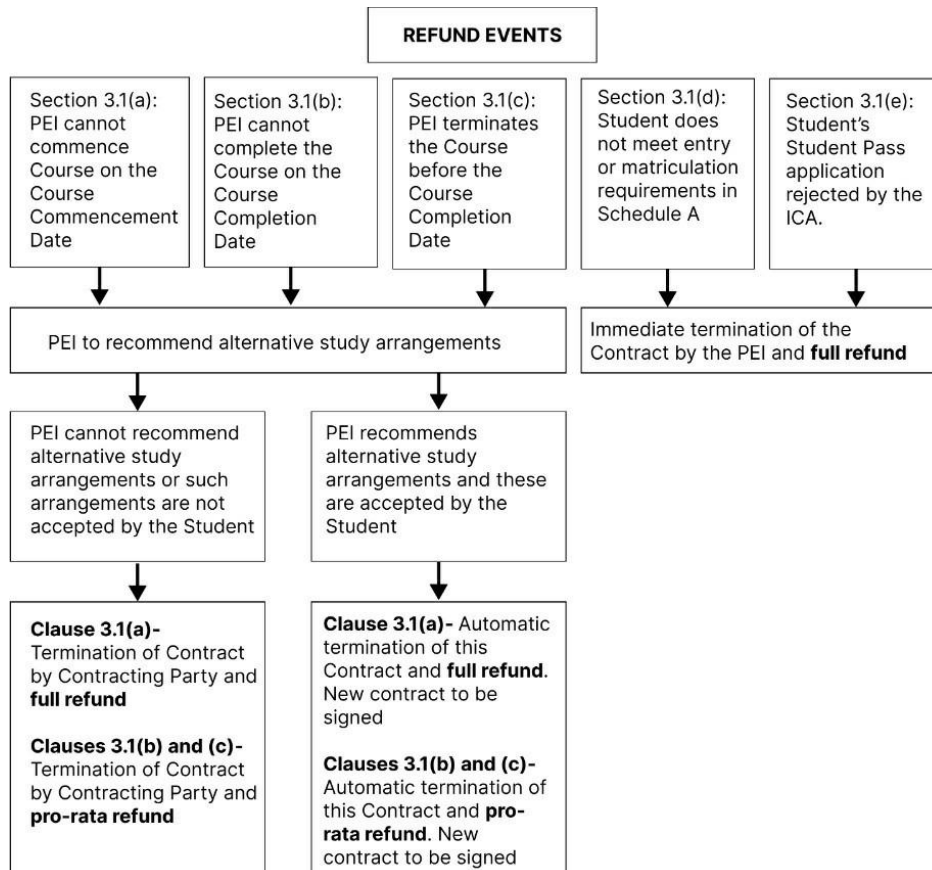 REFUND EVENTS
Section 3.1(a):
PEI cannot
commence
Course on the
Course
Commencement
Date
Section 3.1(b):
PEI cannot
complete the
Course on the
Course
Completion
Date
Section 3.1(c):
PEI terminates
the Course
before the
Course
Completion
Date
Section 3.1(d):
Student does
not meet entry
or matriculation
requirements in
Schedule A
Section 3.1(e):
Student's
Student Pass
application
rejected by the
ICA.
PEI to recommend alternative study arrangements
Immediate termination of the
Contract by the PEI and full refund
PEI cannot recommend
alternative study
arrangements or such
arrangements are not
accepted by the Student
PEI recommends
alternative study
arrangements and these
are accepted by the
Student
Clause 3.1(a)-
Termination of Contract
by Contracting Party and
full refund
Clauses 3.1(b) and (c)-
Termination of Contract
by Contracting Party and
pro-rata refund
Clause 3.1(a)- Automatic
termination of this
Contract and full refund.
New contract to be
signed
Clauses 3.1(b) and (c)-
Automatic termination of
this Contract and pro-
rata refund. New
contract to be signed